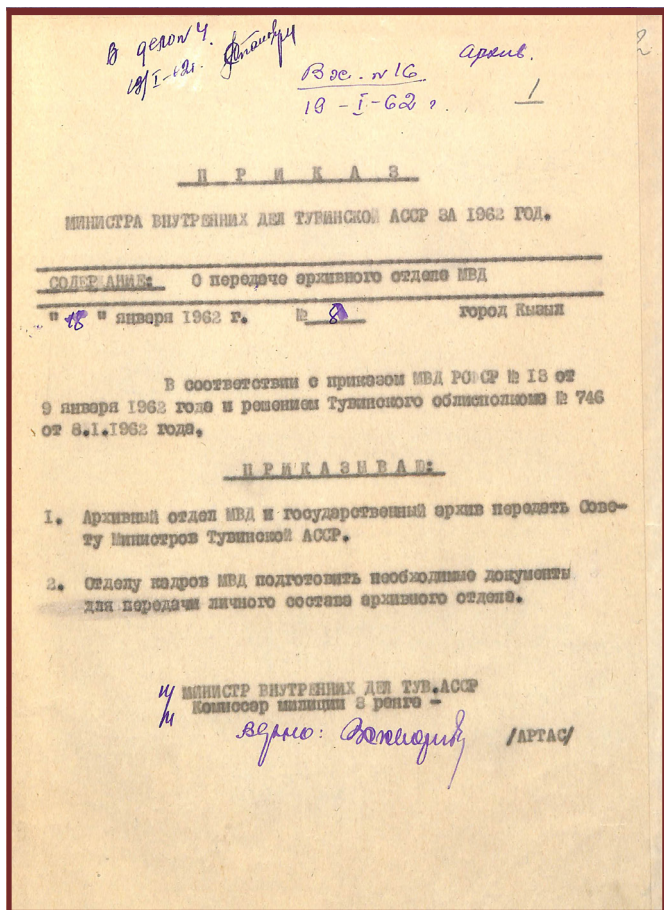 В дело № 4.
19/I-62г.
Архив.
Вх. № 16
19-I-62 г.
2
1
П Р И К А З
МИНИСТРА ВНУТРЕННИХ ДЕЛ ТУВИНСКОЙ АССР ЗА 1962 ГОД.
СОДЕРЖАНИЕ: О передаче архивного отдела МВД
"18" января 1962 г. № 8 город Кызыл
В соответствии с приказом МВД РСФСР № 13 от
9 января 1962 года и решением Тувинского облисполкома № 746
от 8.I.1962 года,
П Р И К А З Ы В А Ю:
1. Архивный отдел МВД и государственный архив передать Сове-
ту Министров Тувинской АССР.
2. Отделу кадров МВД подготовить необходимые документы
для передачи личного состава архивного отдела.
МИНИСТР ВНУТРЕННИХ ДЕЛ ТУВ.АССР
Комиссар милиции 3 ранга -
Верно:
/АРТАС/